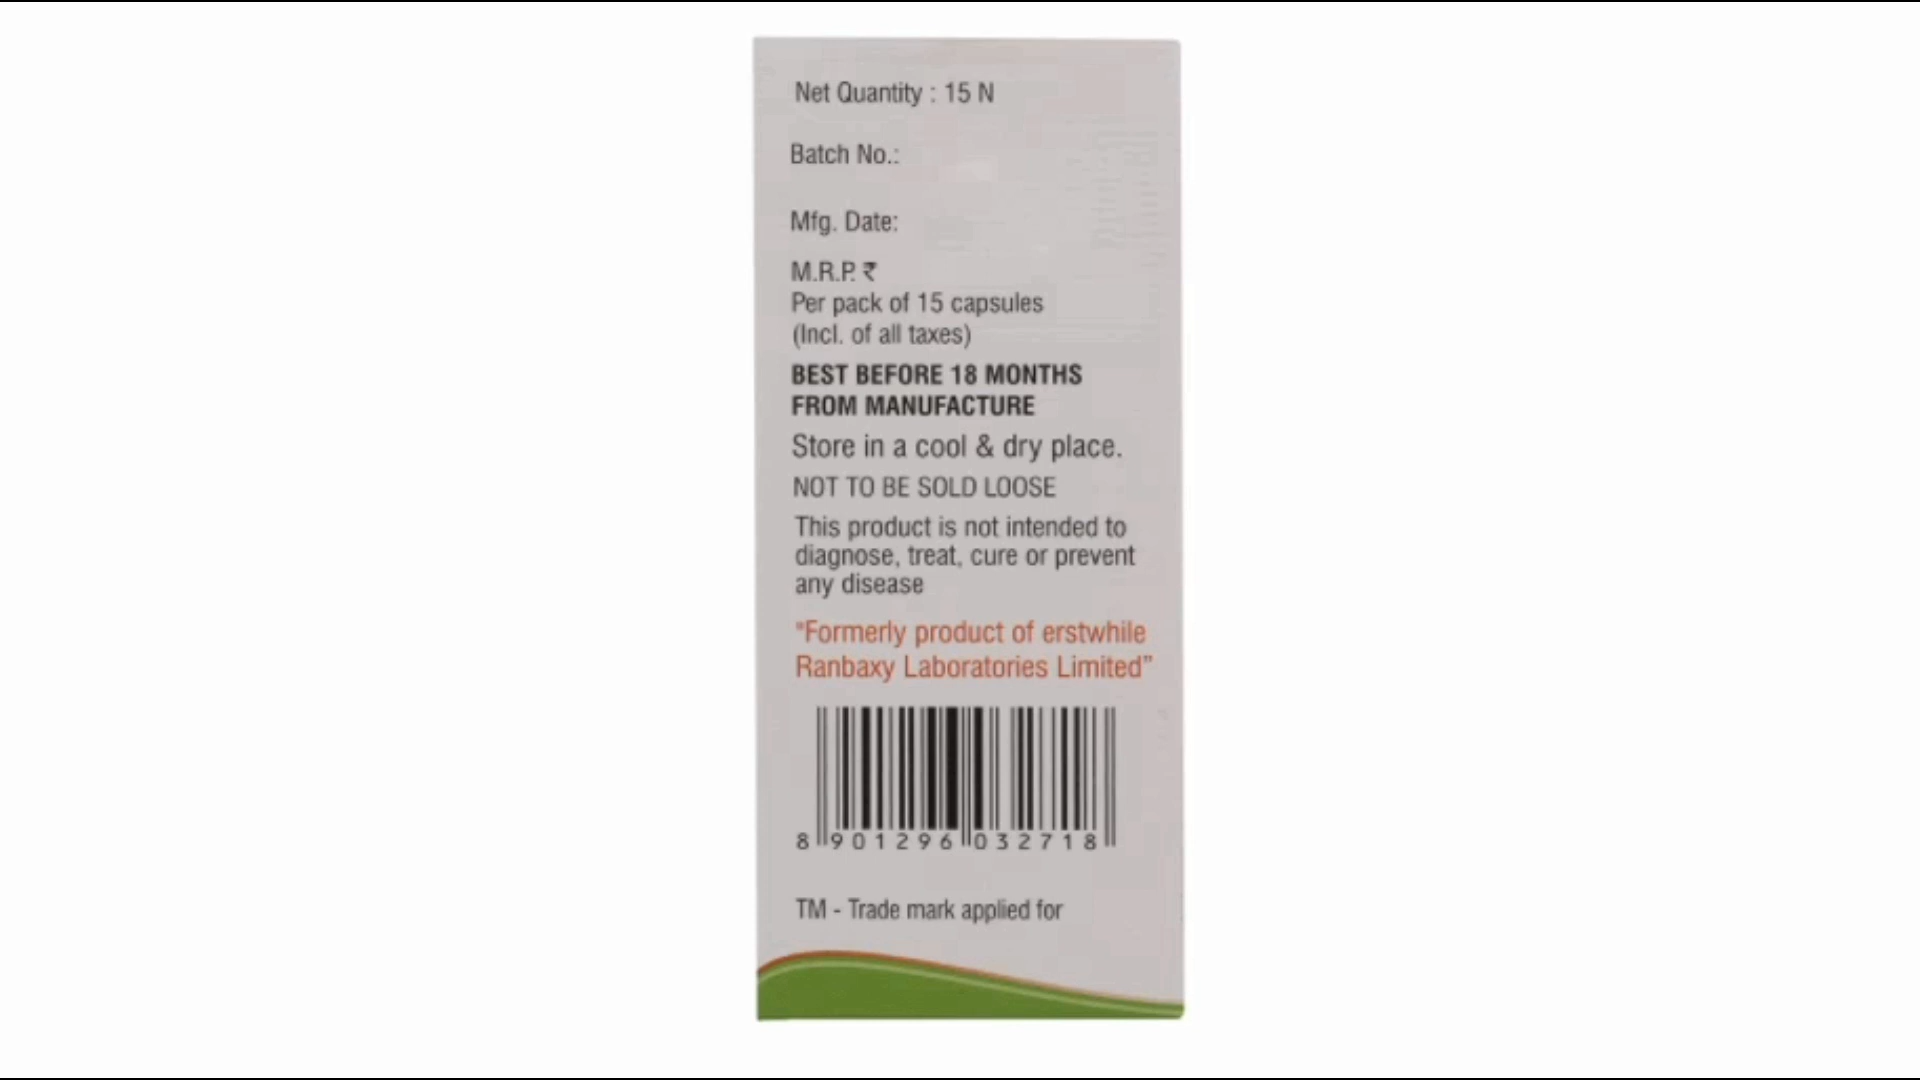 Net Quantity : 15 N
Batch No.:
Mfg. Date:
M.R.P. ₹
Per pack of 15 capsules
(Incl. of all taxes)
BEST BEFORE 18 MONTHS
FROM MANUFACTURE
Store in a cool & dry place.
NOT TO BE SOLD LOOSE
This product is not intended to
diagnose, treat, cure or prevent
any disease
"Formerly product of erstwhile
Ranbaxy Laboratories Limited”
8 901296 032718
TM - Trade mark applied for